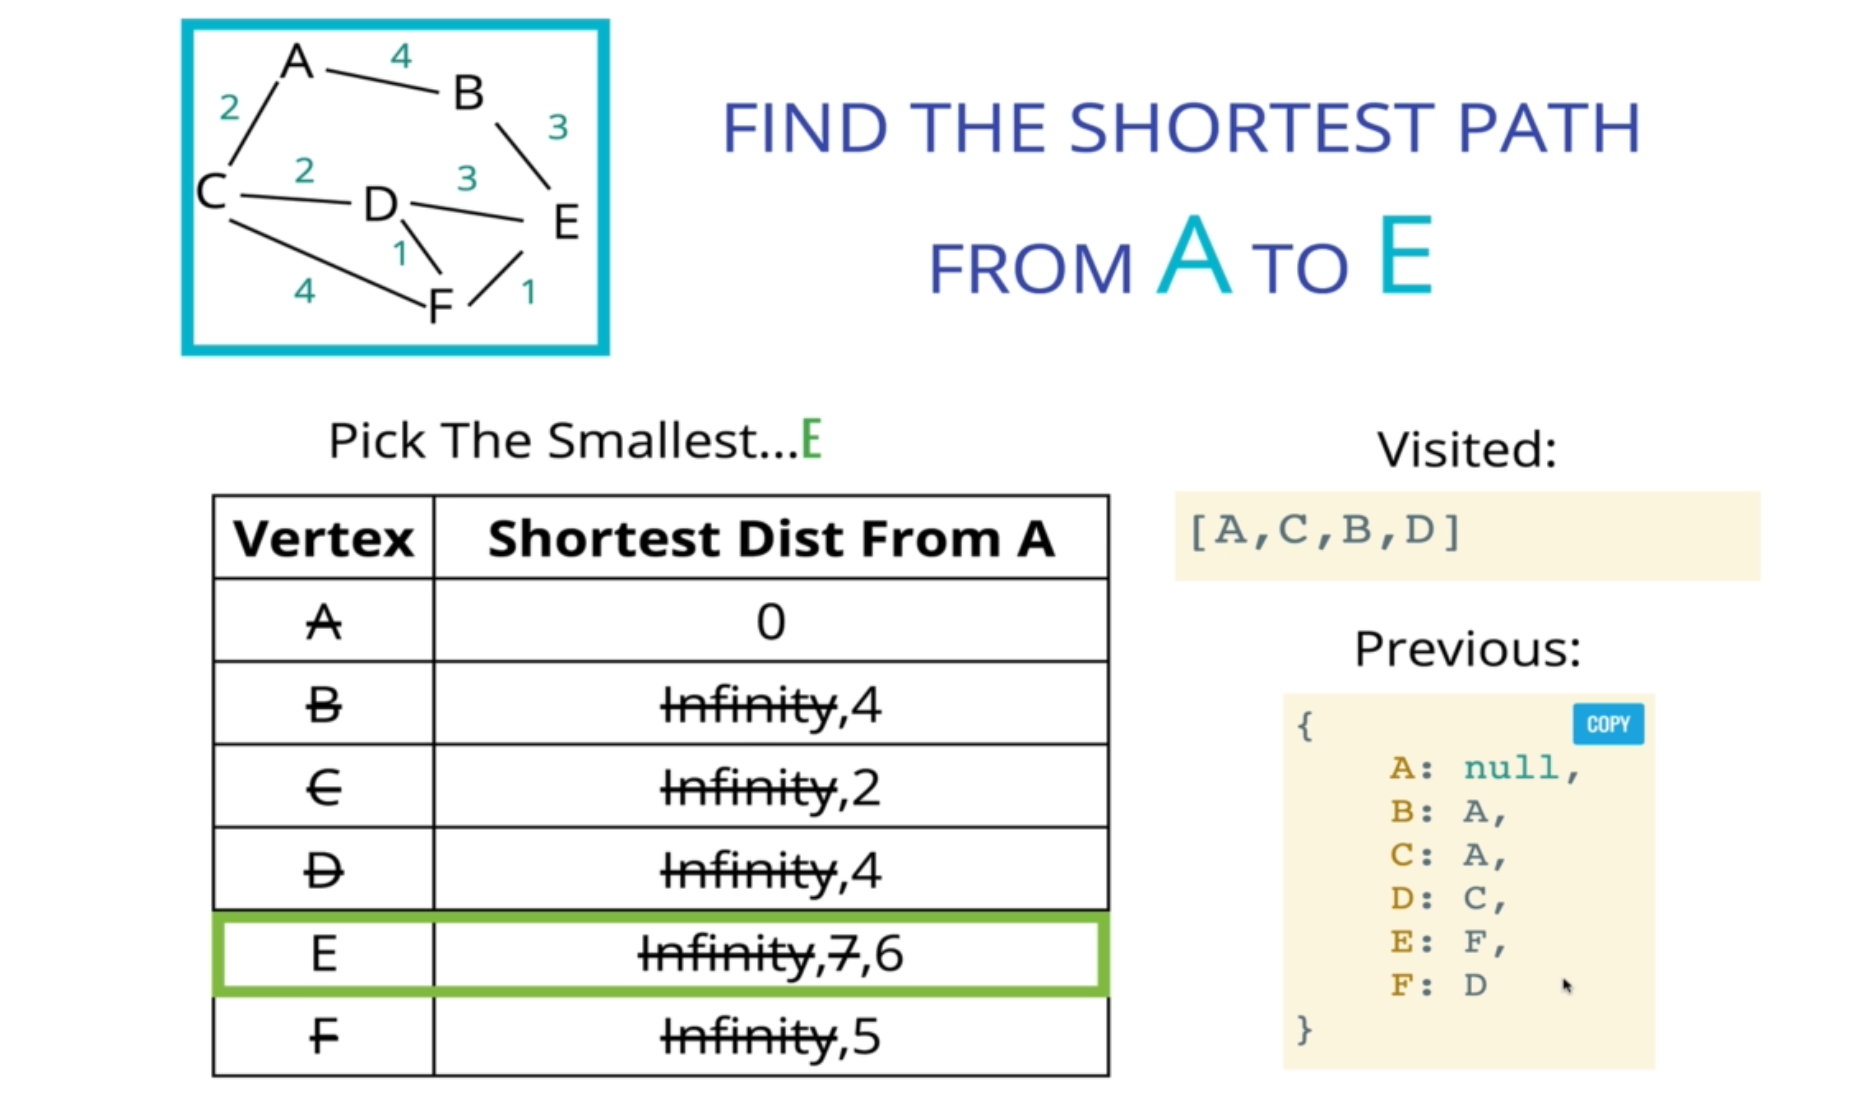 A 4 B
2 3
C 2 D 3 E
1
4 F 1
FIND THE SHORTEST PATH
FROM A TO E
Pick The Smallest...E
Vertex Shortest Dist From A
A 0
B Infinity,4
C Infinity,2
D Infinity,4
E Infinity,7,6
F Infinity,5
Visited:
[A,C,B,D]
Previous:
{ COPY
A: null,
B: A,
C: A,
D: C,
E: F,
F: D
}